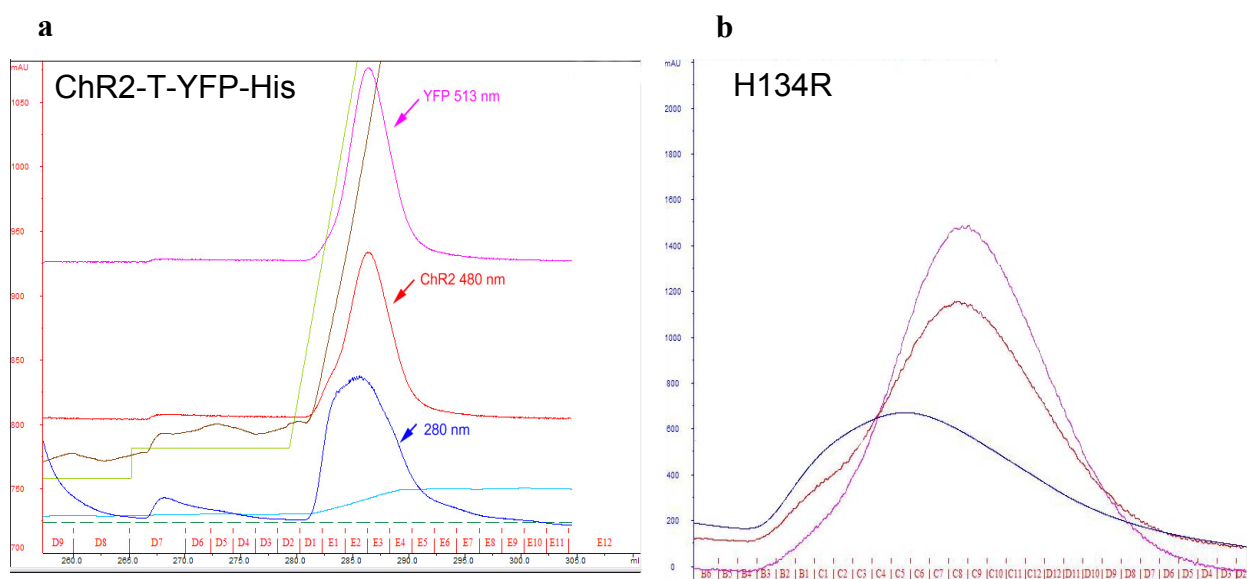 a
b
mAU
ChR2-T-YFP-His
1050
YFP 513 nm
1000
950
ChR2 480 nm
900
850
280 nm
800
750
700
D9 D8 D7 D6 D5 D4 D3 D2 D1 E1 E2 E3 E4 E5 E6 E7 E8 E9 E10 E11 E12
260.0 265.0 270.0 275.0 280.0 285.0 290.0 295.0 300.0 305.0 ml
mAU
H134R
2000
1800
1600
1400
1200
1000
800
600
400
200
0
B6 B5 B4 B3 B2 B1 C1 C2 C3 C4 C5 C6 C7 C8 C9 C10 C11 C12 D12 D11 D10 D9 D8 D7 D6 D5 D4 D3